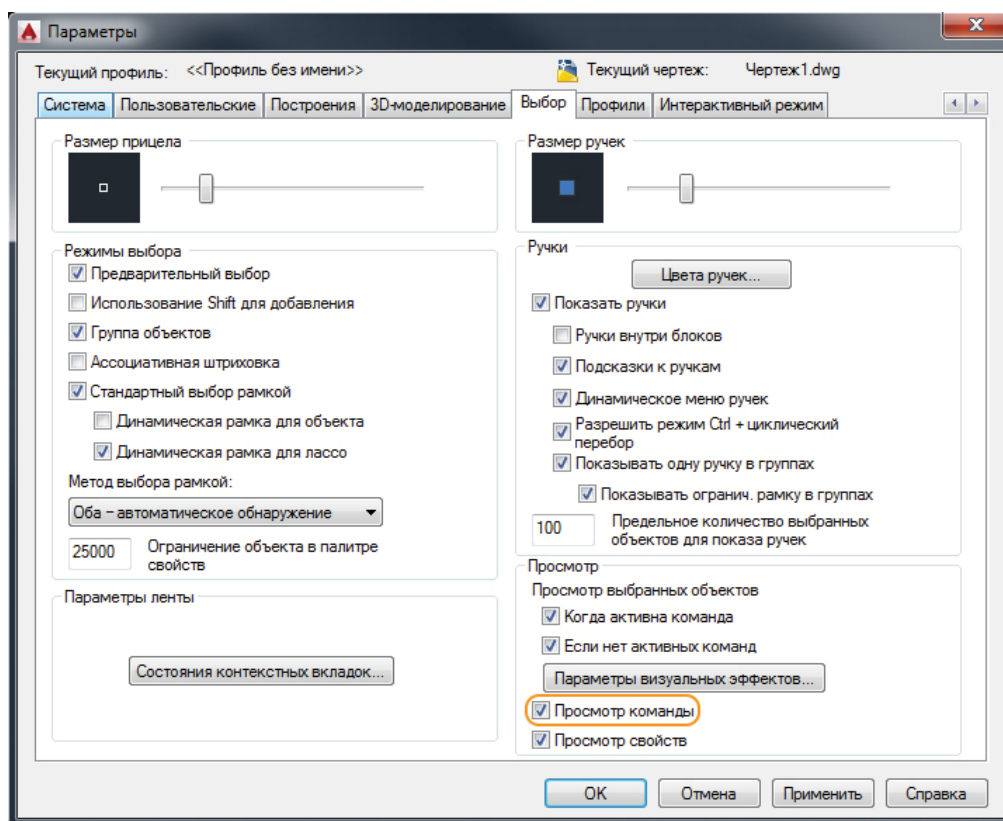 Параметры
Текущий профиль: <<Профиль без имени>> Текущий чертеж: Чертеж1.dwg
Система Пользовательские Построения 3D-моделирование Выбор Профили Интерактивный режим
Размер прицела
Режимы выбора
Предварительный выбор
Использование Shift для добавления
Группа объектов
Ассоциативная штриховка
Стандартный выбор рамкой
Динамическая рамка для объекта
Динамическая рамка для лассо
Метод выбора рамкой:
Оба – автоматическое обнаружение
25000 Ограничение объекта в палитре
свойств
Параметры ленты
Состояния контекстных вкладок...
Размер ручек
Ручки
Цвета ручек...
Показать ручки
Ручки внутри блоков
Подсказки к ручкам
Динамическое меню ручек
Разрешить режим Ctrl + циклический
перебор
Показывать одну ручку в группах
Показывать огранич. рамку в группах
100 Предельное количество выбранных
объектов для показа ручек
Просмотр
Просмотр выбранных объектов
Когда активна команда
Если нет активных команд
Параметры визуальных эффектов...
Просмотр команды
Просмотр свойств
OK Отмена Применить Справка